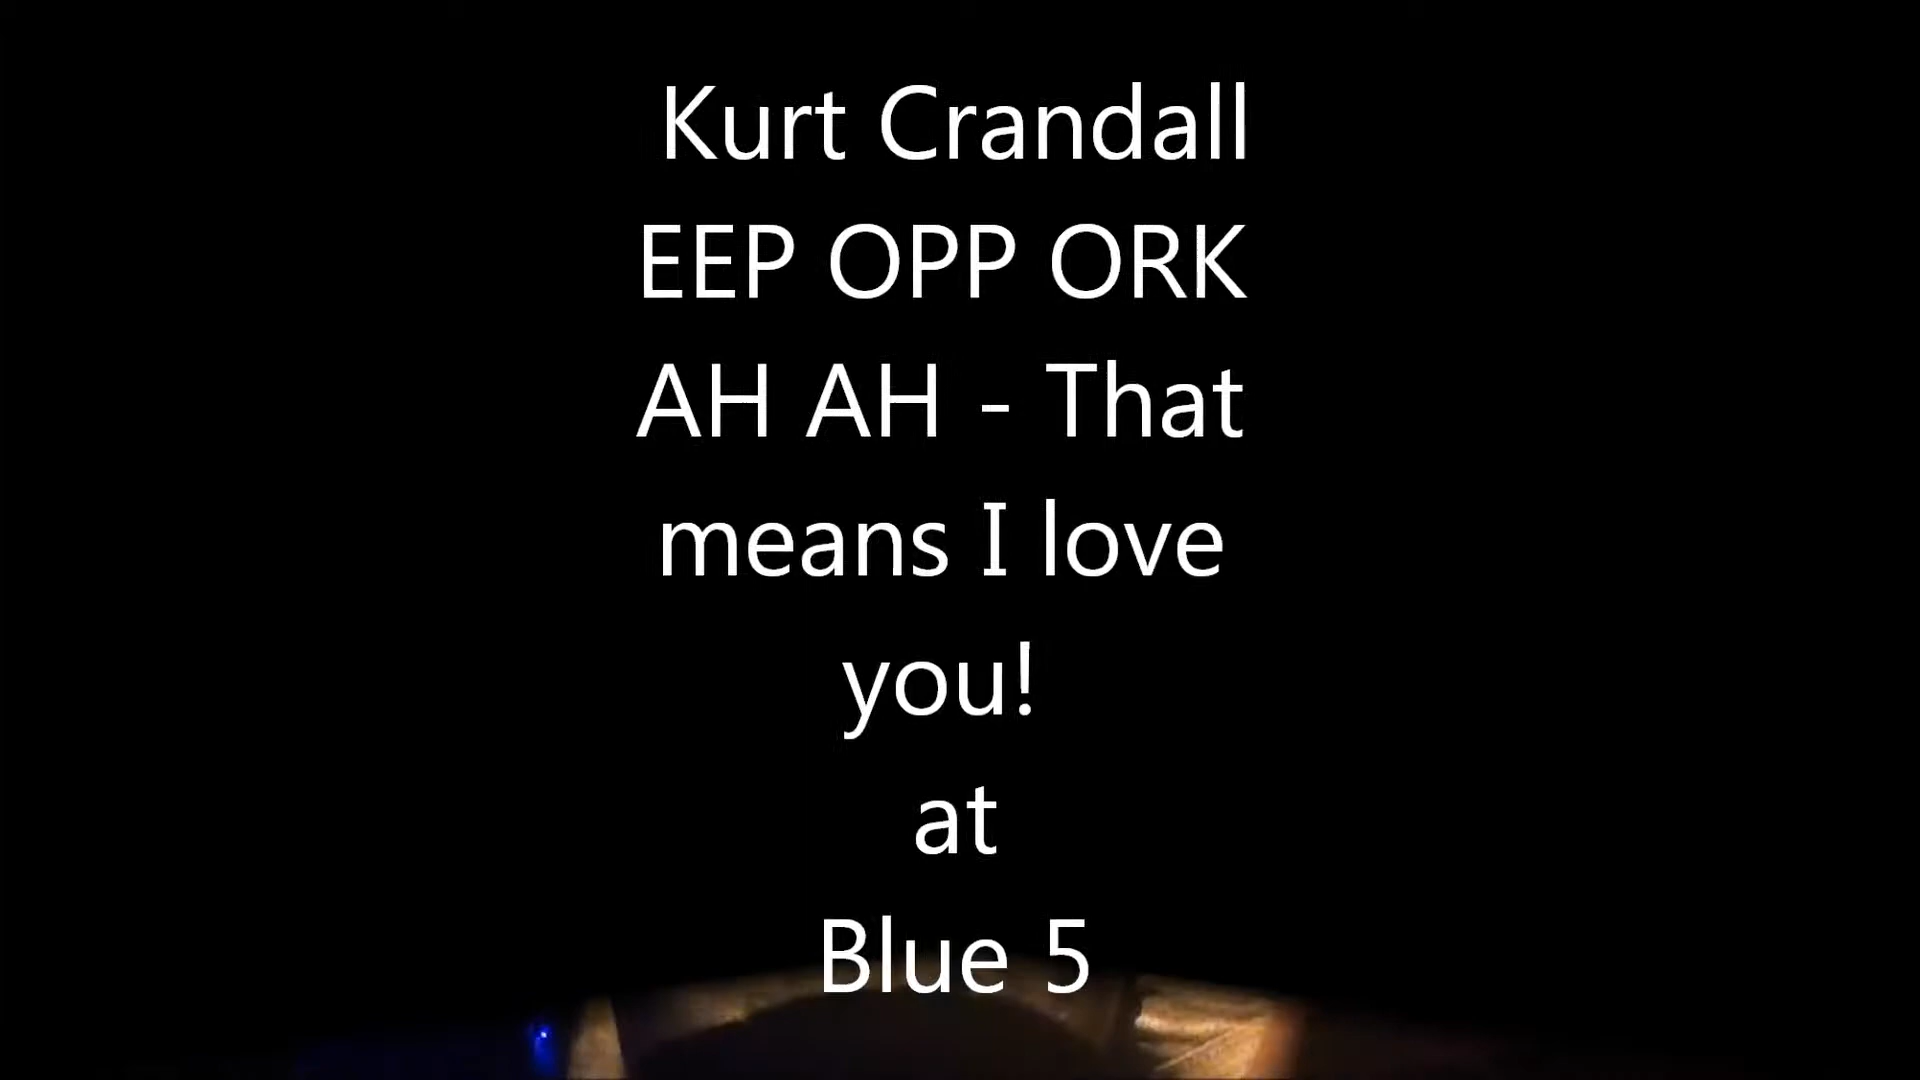 Kurt Crandall
EEP OPP ORK
AH AH - That
means I love
you!
at
Blue 5